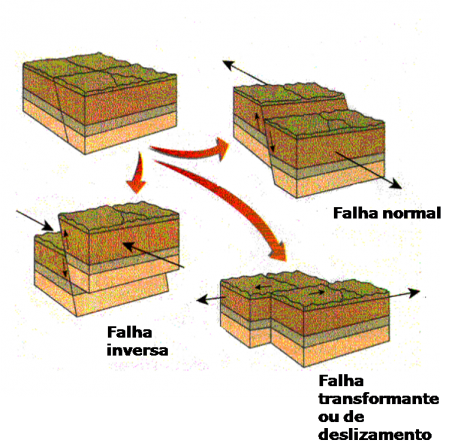 Falha normal
Falha
inversa
Falha
transformante
ou de
deslizamento